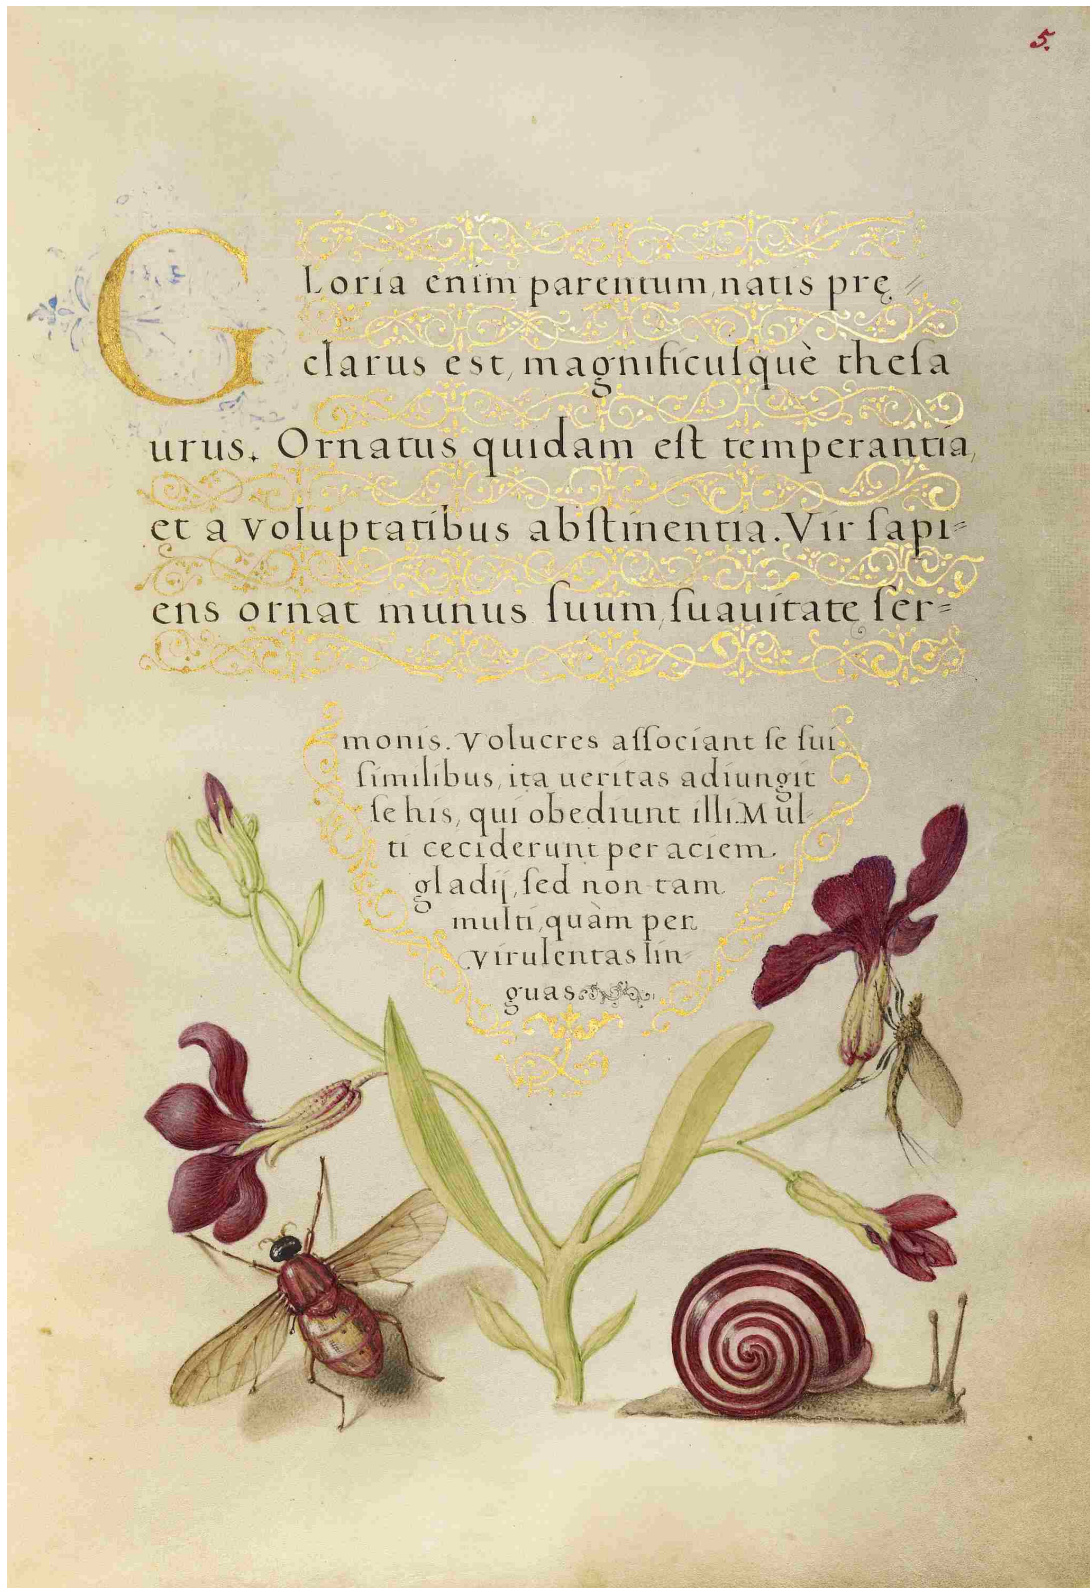 5.
GLoria enim parentum, natis prę=
clarus est, magnificuſquè theſa
urus. Ornatus quidam eſt temperantia,
et a voluptatibus abſtinentia. Vir ſapi=
ens ornat munus ſuum, ſuauitate ſer=
monis. Volucres aſſociant ſe ſui
ſimilibus, ita ueritas adiungit
ſe his, qui obediunt illi. Mul-
ti ceciderunt per aciem
gladij, ſed non tam
multi, quàm per
virulentas lin-
guas